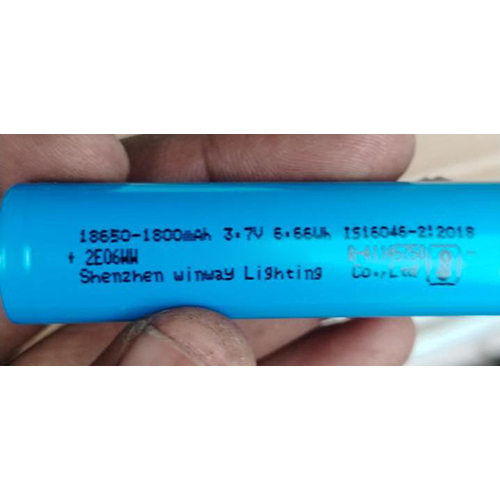 18650-1800mAh 3.7V 6.66Wh IS16046-2:2018
+ 2E06WW
Shenzhen winway Lighting Co.,Ltd